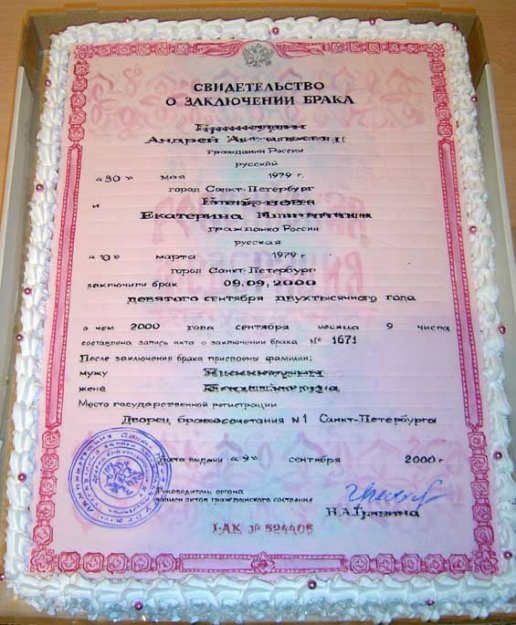 СВИДЕТЕЛЬСТВО
О ЗАКЛЮЧЕНИИ БРАКА
Андрей
гражданин России
русский
«30» мая 1979 г.
город Санкт-Петербург
и
Екатерина
гражданка России
русская
«10» марта 1979 г.
город Санкт-Петербург
заключили брак 09.09.2000
девятого сентября двухтысячного года
о чем 2000 года сентября месяца 9 числа
составлена запись акта о заключении брака № 1671
После заключения брака присвоены фамилии:
мужу
жене
Место государственной регистрации
Дворец бракосочетания N1 Санкт-Петербурга
Дата выдачи «9» сентября 2000 г.
Руководитель органа
записи актов гражданского состояния
Н.А.Гришина
I-АК № 524405